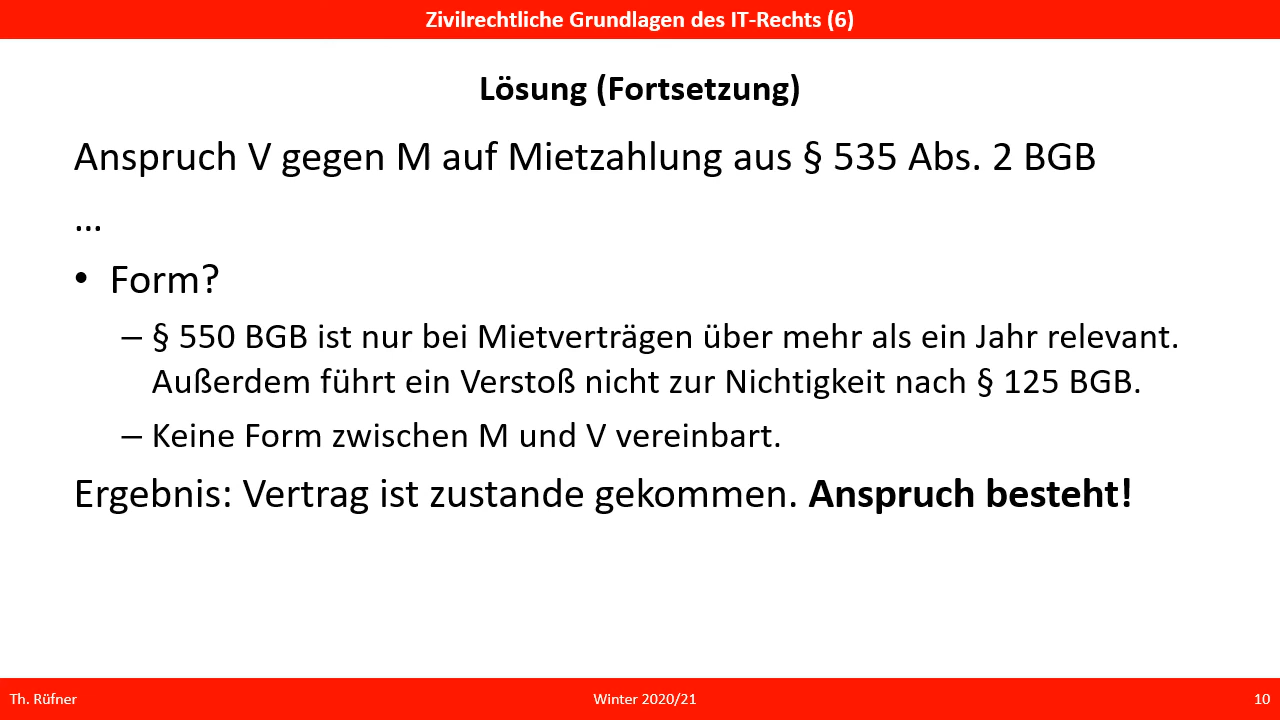 Zivilrechtliche Grundlagen des IT-Rechts (6)
Lösung (Fortsetzung)
Anspruch V gegen M auf Mietzahlung aus § 535 Abs. 2 BGB
…
• Form?
– § 550 BGB ist nur bei Mietverträgen über mehr als ein Jahr relevant.
Außerdem führt ein Verstoß nicht zur Nichtigkeit nach § 125 BGB.
– Keine Form zwischen M und V vereinbart.
Ergebnis: Vertrag ist zustande gekommen. Anspruch besteht!
Th. Rüfner
Winter 2020/21
10